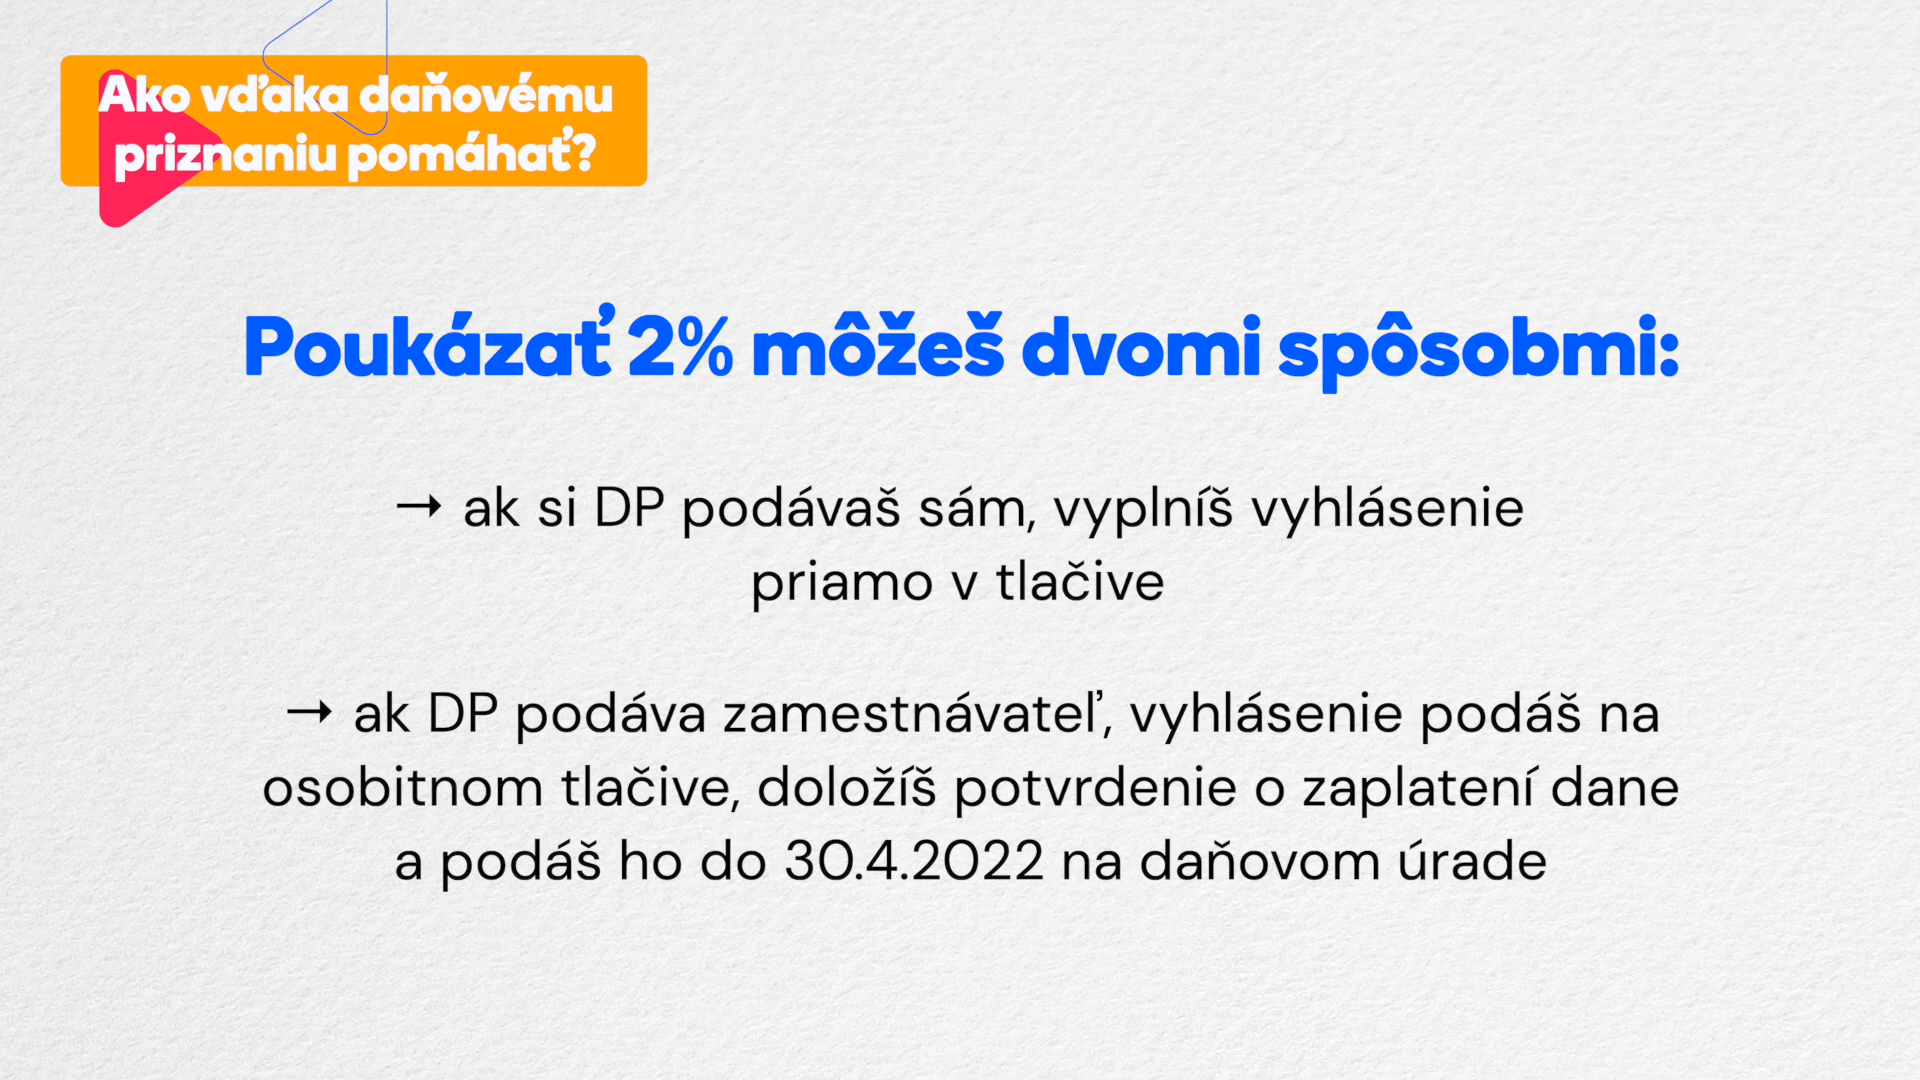 Ako vďaka daňovému
priznaniu pomáhať?
Poukázať 2% môžeš dvomi spôsobmi:
→ ak si DP podávaš sám, vyplníš vyhlásenie
priamo v tlačive
→ ak DP podáva zamestnávateľ, vyhlásenie podáš na
osobitnom tlačive, doložíš potvrdenie o zaplatení dane
a podáš ho do 30.4.2022 na daňovom úrade